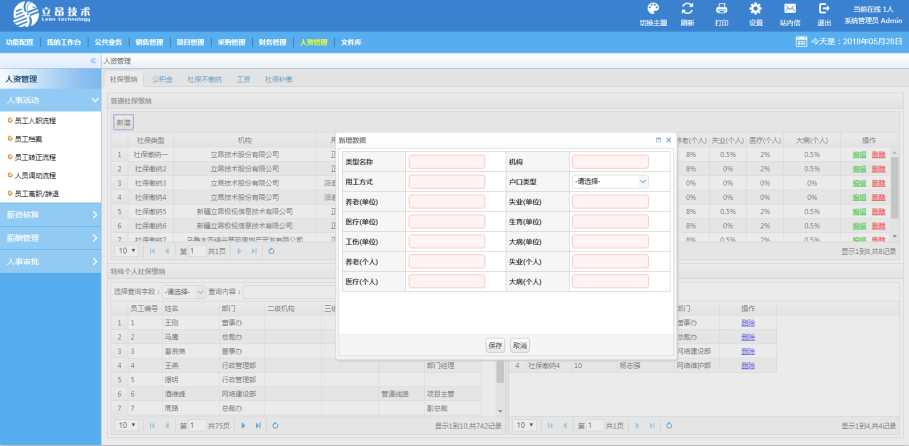 立昂技术
Leon technology
切换主题 刷新 打印 设置 站内信 退出
当前在线 1人
系统管理员 Admin
功能配置 我的工作台 公共业务 销售管理 项目管理 采购管理 财务管理 人资管理 文件库
今天是：2018年05月28日
人资管理
人资管理
人事活动
员工入职流程
员工档案
员工转正流程
人员调动流程
员工离职/辞退
薪资核算
薪酬管理
人事审批
社保缴纳 公积金 社保不缴纳 工资 社保补缴
普通社保缴纳
新增
社保类型 机构 失业(个人) 医疗(个人) 大病(个人) 操作
1 社保缴纳一 立昂技术股份有限公司 8% 0.5% 2% 0.5% 编辑 删除
2 社保缴纳2 立昂技术股份有限公司 8% 0% 2% 0% 编辑 删除
3 社保缴纳3 立昂技术股份有限公司 0% 0% 0% 0% 编辑 删除
4 社保缴纳4 立昂技术股份有限公司 0% 0% 0% 0% 编辑 删除
5 社保缴纳5 新疆立昂极视信息技术有限公司 8% 0.5% 2% 0.5% 编辑 删除
6 社保缴纳6 新疆立昂极视信息技术有限公司 8% 0% 2% 0% 编辑 删除
7 社保缴纳7 8% 0.5% 2% 0.5% 编辑 删除
10 第 1 共1页 显示1到8,共8记录
新增数据
类型名称 机构
用工方式 户口类型 -请选择-
养老(单位) 失业(单位)
医疗(单位) 生育(单位)
工伤(单位) 大病(单位)
养老(个人) 失业(个人)
医疗(个人) 大病(个人)
保存 取消
特殊个人社保缴纳
选择查询字段： -请选择- 查询内容：
员工编号 姓名 部门 二级机构
1 1 王刚 董事办
2 2 马鹰 总裁办
3 3 葛良娣 董事办
4 4 王燕 行政管理部 部门经理
5 5 行政管理部
6 6 网络建设部 管道线路 项目主管
7 7 周路 总裁办 副总裁
10 第 1 共75页 显示1到10,共742记录
部门 操作
董事办 删除
总裁办 删除
网络建设部 删除
4 社保缴纳4 10 杨志强 网络维护部 删除
10 第 1 共1页 显示1到4,共4记录